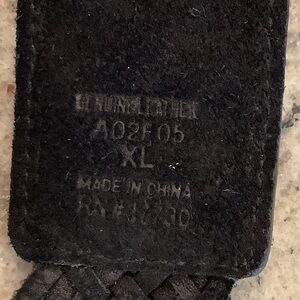 GENUINE LEATHER
A02F05
XL
MADE IN CHINA